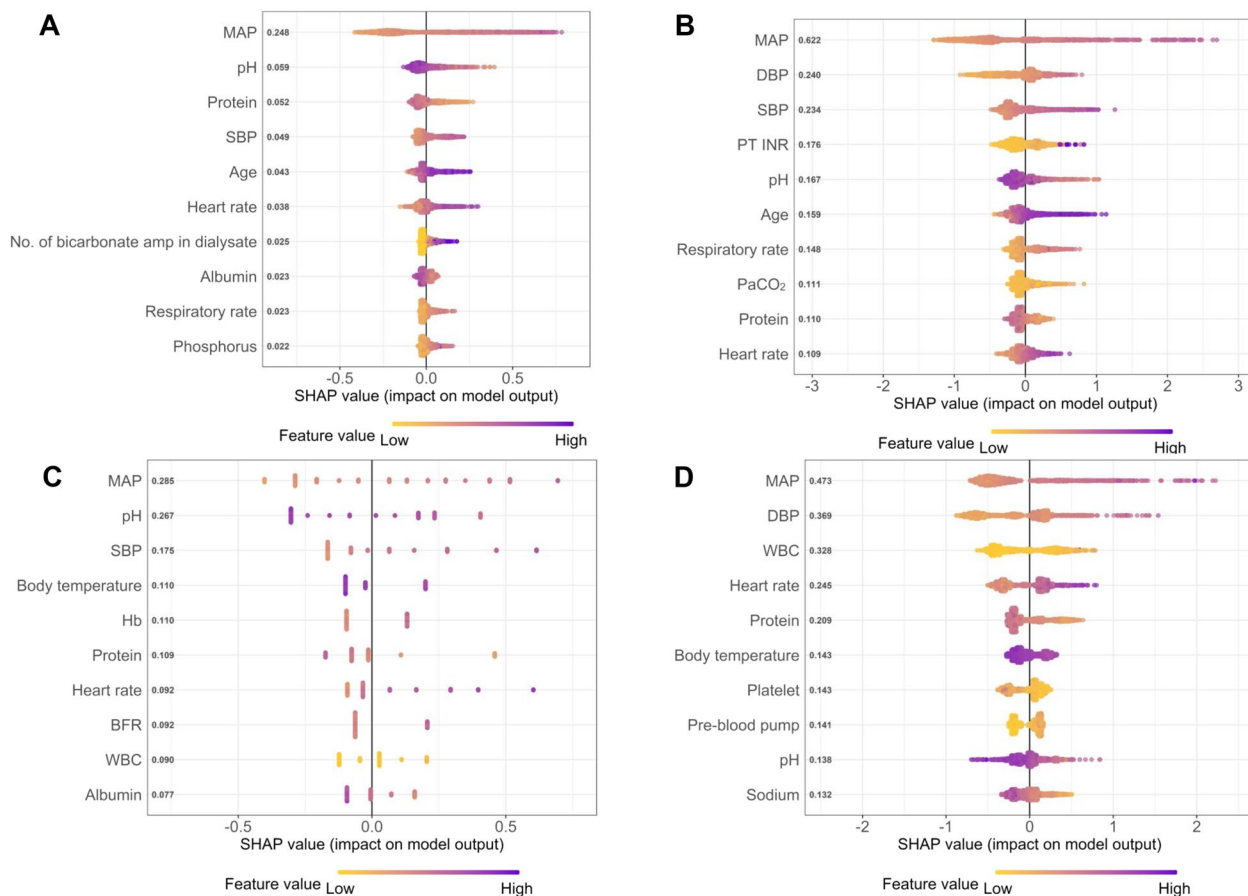 A
MAP 0.248
pH 0.059
Protein 0.052
SBP 0.049
Age 0.043
Heart rate 0.038
No. of bicarbonate amp in dialysate 0.025
Albumin 0.023
Respiratory rate 0.023
Phosphorus 0.022
-0.5 0.0 0.5
SHAP value (impact on model output)
Feature value Low High
B
MAP 0.622
DBP 0.240
SBP 0.234
PT INR 0.176
pH 0.167
Age 0.159
Respiratory rate 0.148
PaCO₂ 0.111
Protein 0.110
Heart rate 0.109
-3 -2 -1 0 1 2 3
SHAP value (impact on model output)
Feature value Low High
C
MAP 0.285
pH 0.267
SBP 0.175
Body temperature 0.110
Hb 0.110
Protein 0.109
Heart rate 0.092
BFR 0.092
WBC 0.090
Albumin 0.077
-0.5 0.0 0.5
SHAP value (impact on model output)
Feature value Low High
D
MAP 0.473
DBP 0.369
WBC 0.328
Heart rate 0.245
Protein 0.209
Body temperature 0.143
Platelet 0.143
Pre-blood pump 0.141
pH 0.138
Sodium 0.132
-2 -1 0 1 2
SHAP value (impact on model output)
Feature value Low High